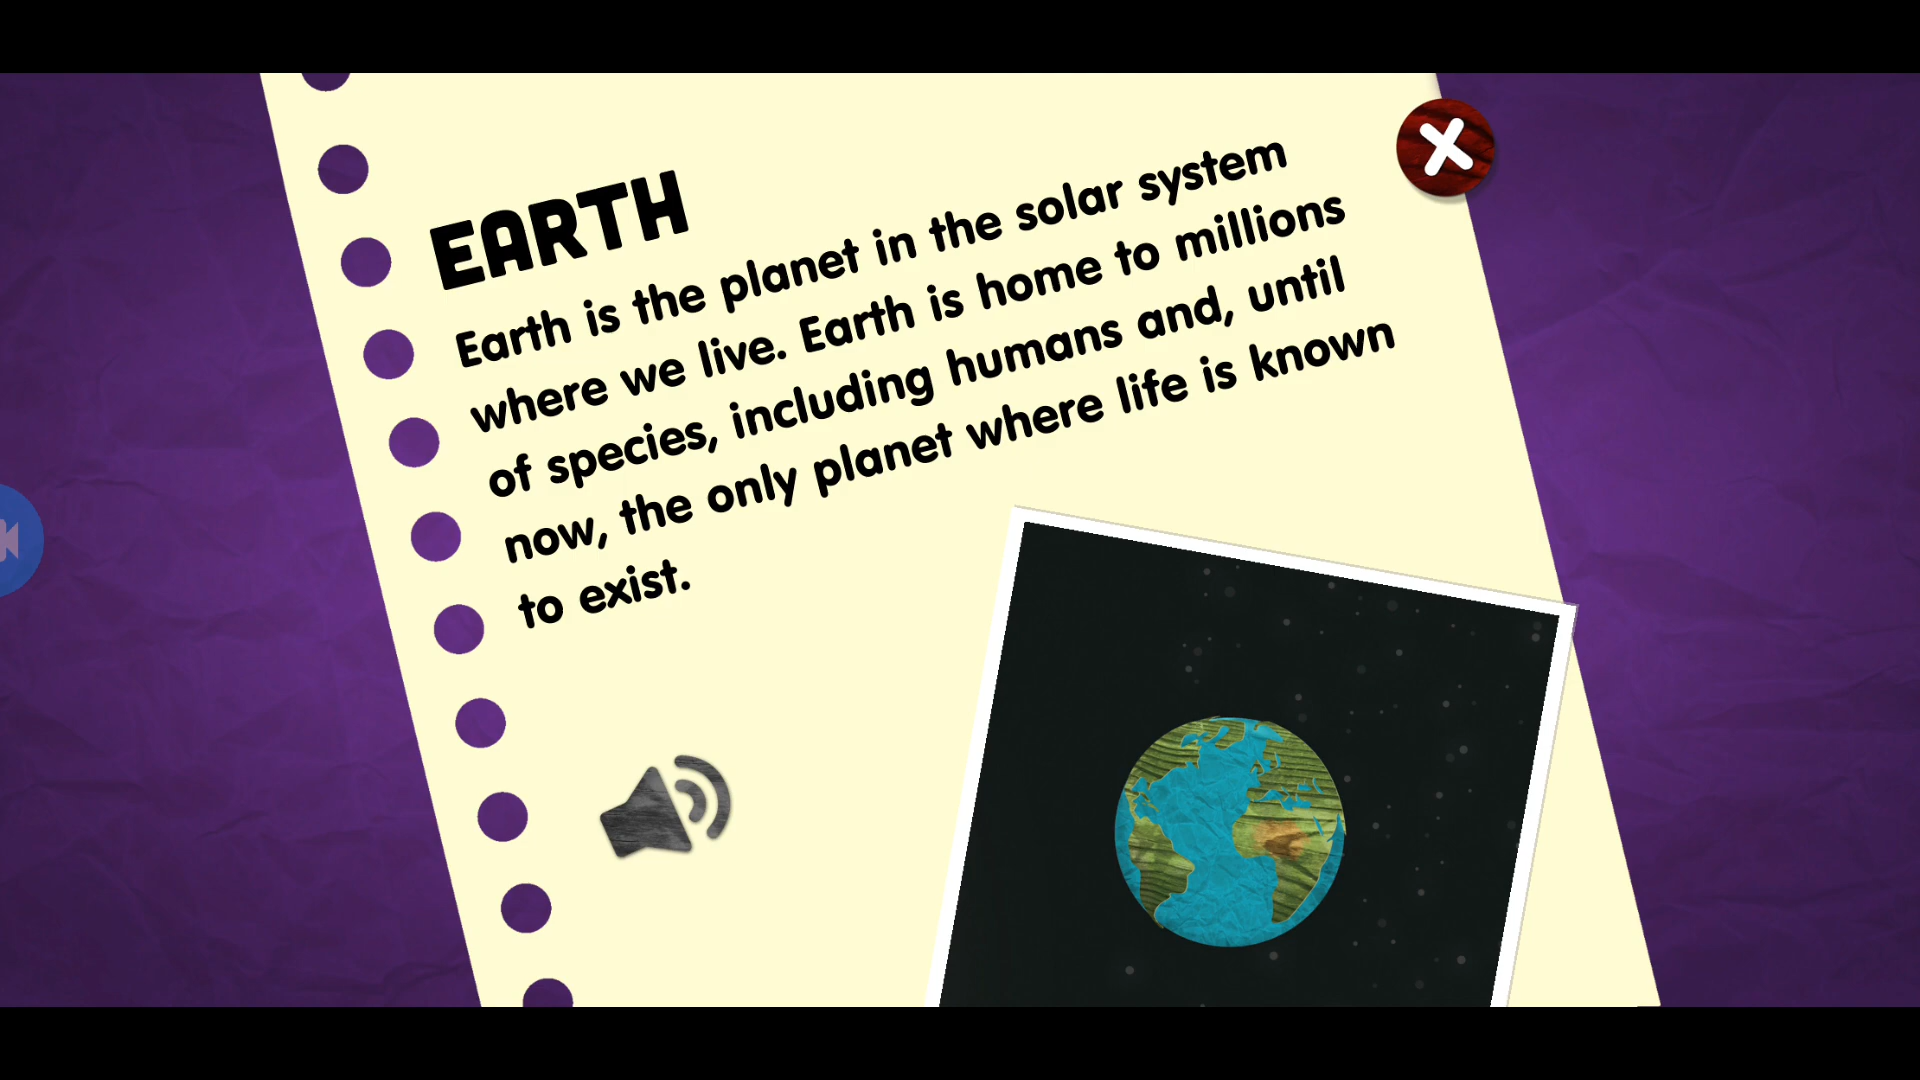 EARTH
Earth is the planet in the solar system
where we live. Earth is home to millions
of species, including humans and, until
now, the only planet where life is known
to exist.